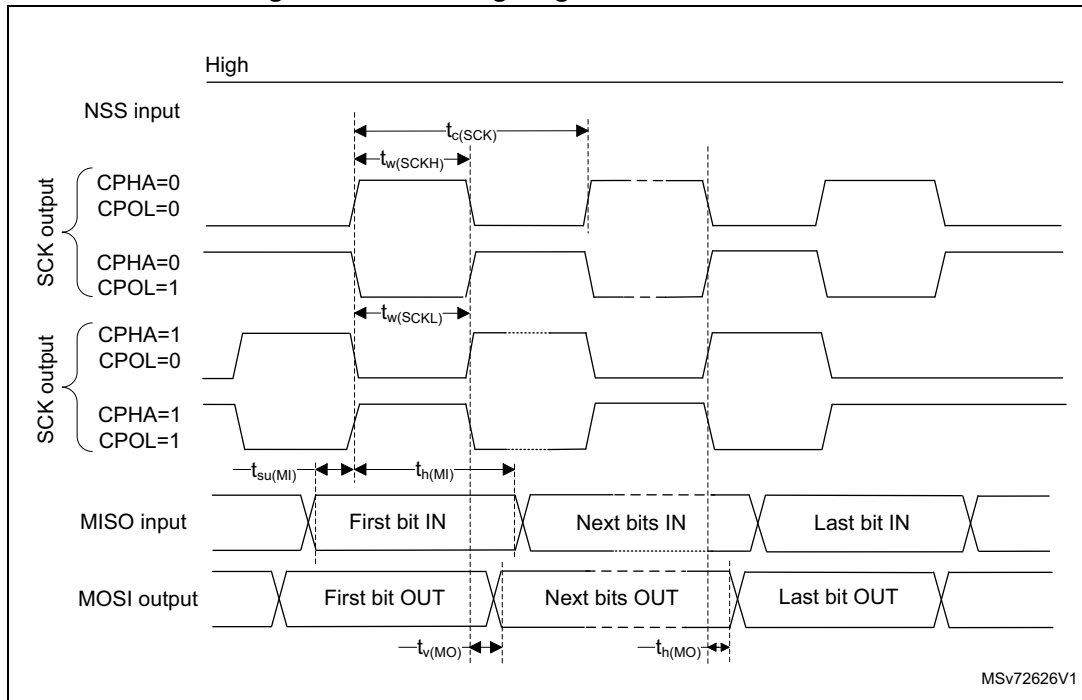 High
NSS input
tc(SCK)
tw(SCKH)
SCK output
CPHA=0
CPOL=0
CPHA=0
CPOL=1
tw(SCKL)
SCK output
CPHA=1
CPOL=0
CPHA=1
CPOL=1
tsu(MI)
th(MI)
MISO input
First bit IN
Next bits IN
Last bit IN
MOSI output
First bit OUT
Next bits OUT
Last bit OUT
tv(MO)
th(MO)
MSv72626V1